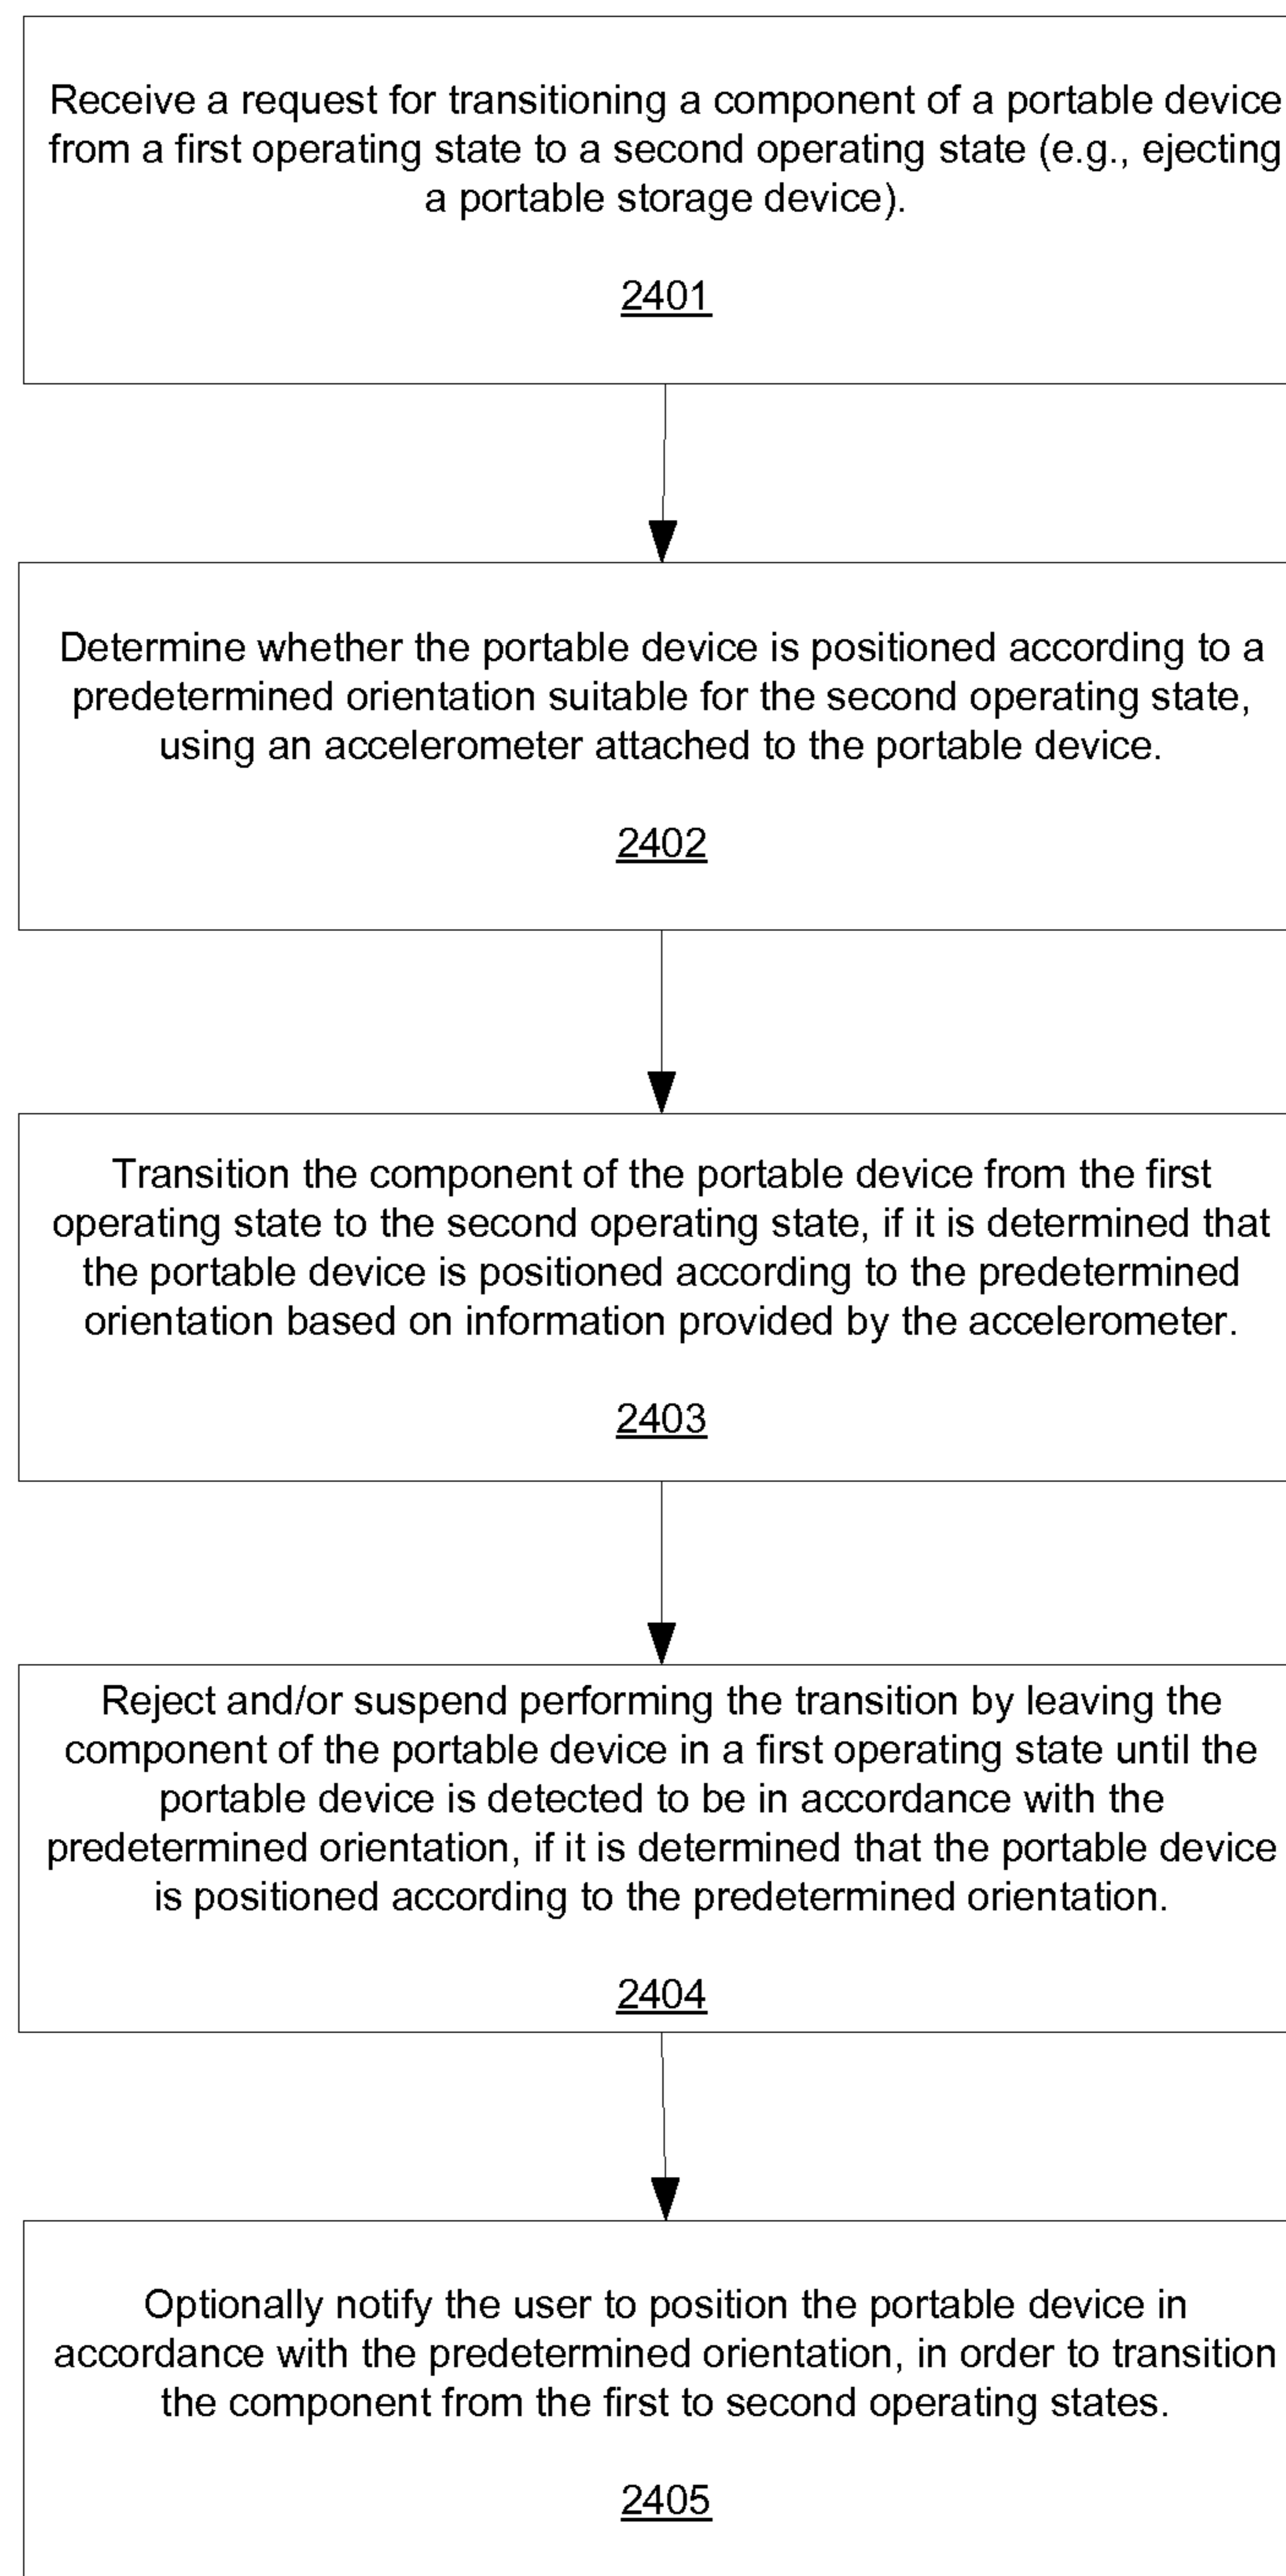 Receive a request for transitioning a component of a portable device
from a first operating state to a second operating state (e.g., ejecting
a portable storage device).
2401
Determine whether the portable device is positioned according to a
predetermined orientation suitable for the second operating state,
using an accelerometer attached to the portable device.
2402
Transition the component of the portable device from the first
operating state to the second operating state, if it is determined that
the portable device is positioned according to the predetermined
orientation based on information provided by the accelerometer.
2403
Reject and/or suspend performing the transition by leaving the
component of the portable device in a first operating state until the
portable device is detected to be in accordance with the
predetermined orientation, if it is determined that the portable device
is positioned according to the predetermined orientation.
2404
Optionally notify the user to position the portable device in
accordance with the predetermined orientation, in order to transition
the component from the first to second operating states.
2405